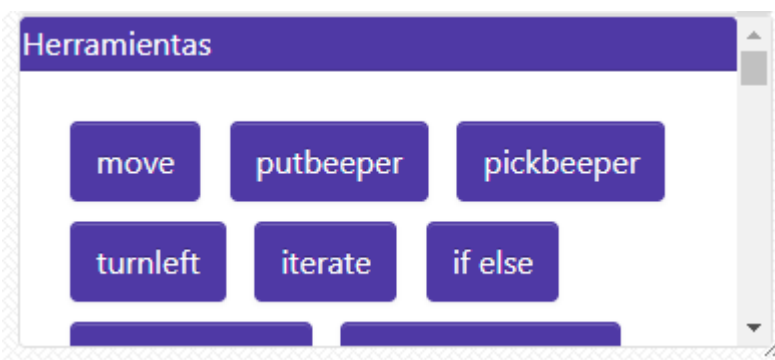 Herramientas
move putbeeper pickbeeper
turnleft iterate if else